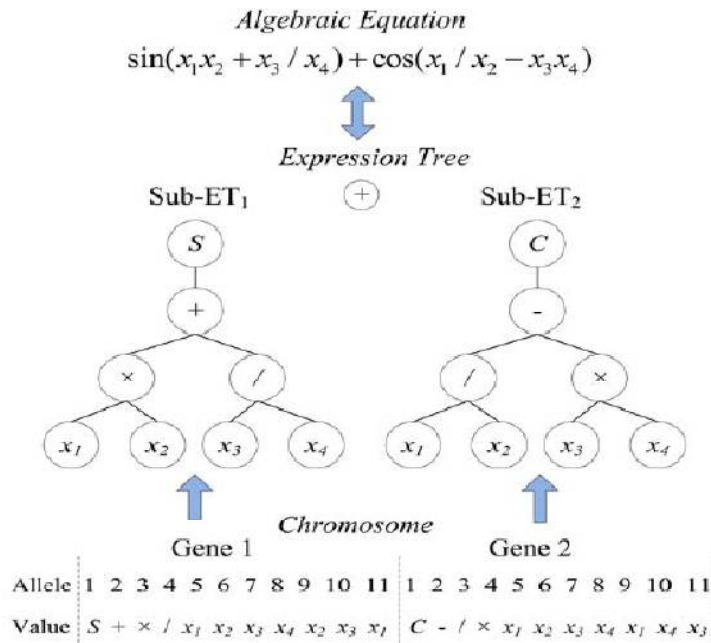 Algebraic Equation
sin(x₁x₂ + x₃ / x₄) + cos(x₁ / x₂ − x₃x₄)
Expression Tree
Sub-ET₁ + Sub-ET₂
S C
+ -
× / / ×
x₁ x₂ x₃ x₄ x₁ x₂ x₃ x₄
Chromosome
Gene 1 Gene 2
Allele 1 2 3 4 5 6 7 8 9 10 11 1 2 3 4 5 6 7 8 9 10 11
Value S + × / x₁ x₂ x₃ x₄ x₂ x₃ x₁ C - / × x₁ x₂ x₃ x₄ x₁ x₄ x₃